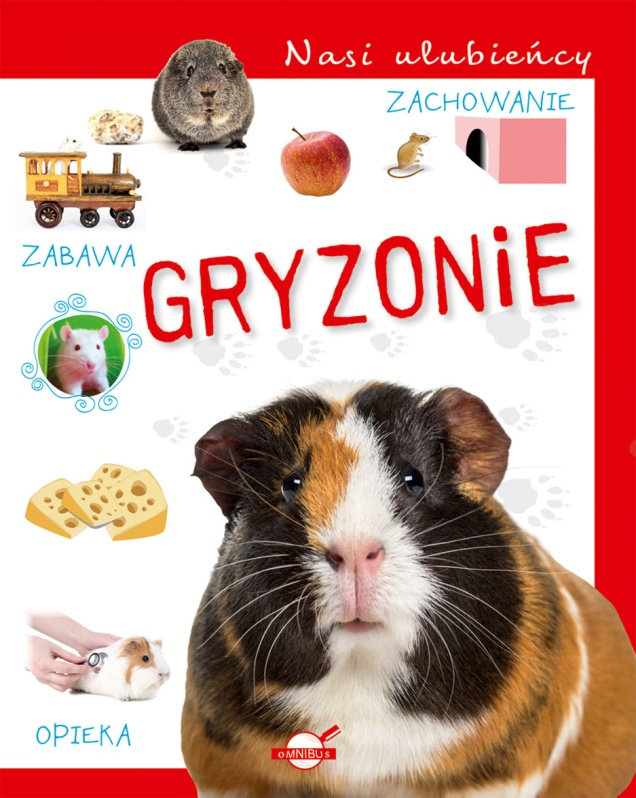 Nasi ulubieńcy
ZACHOWANIE
ZABAWA
GRYZONiE
OPIEKA
oMNIBUs